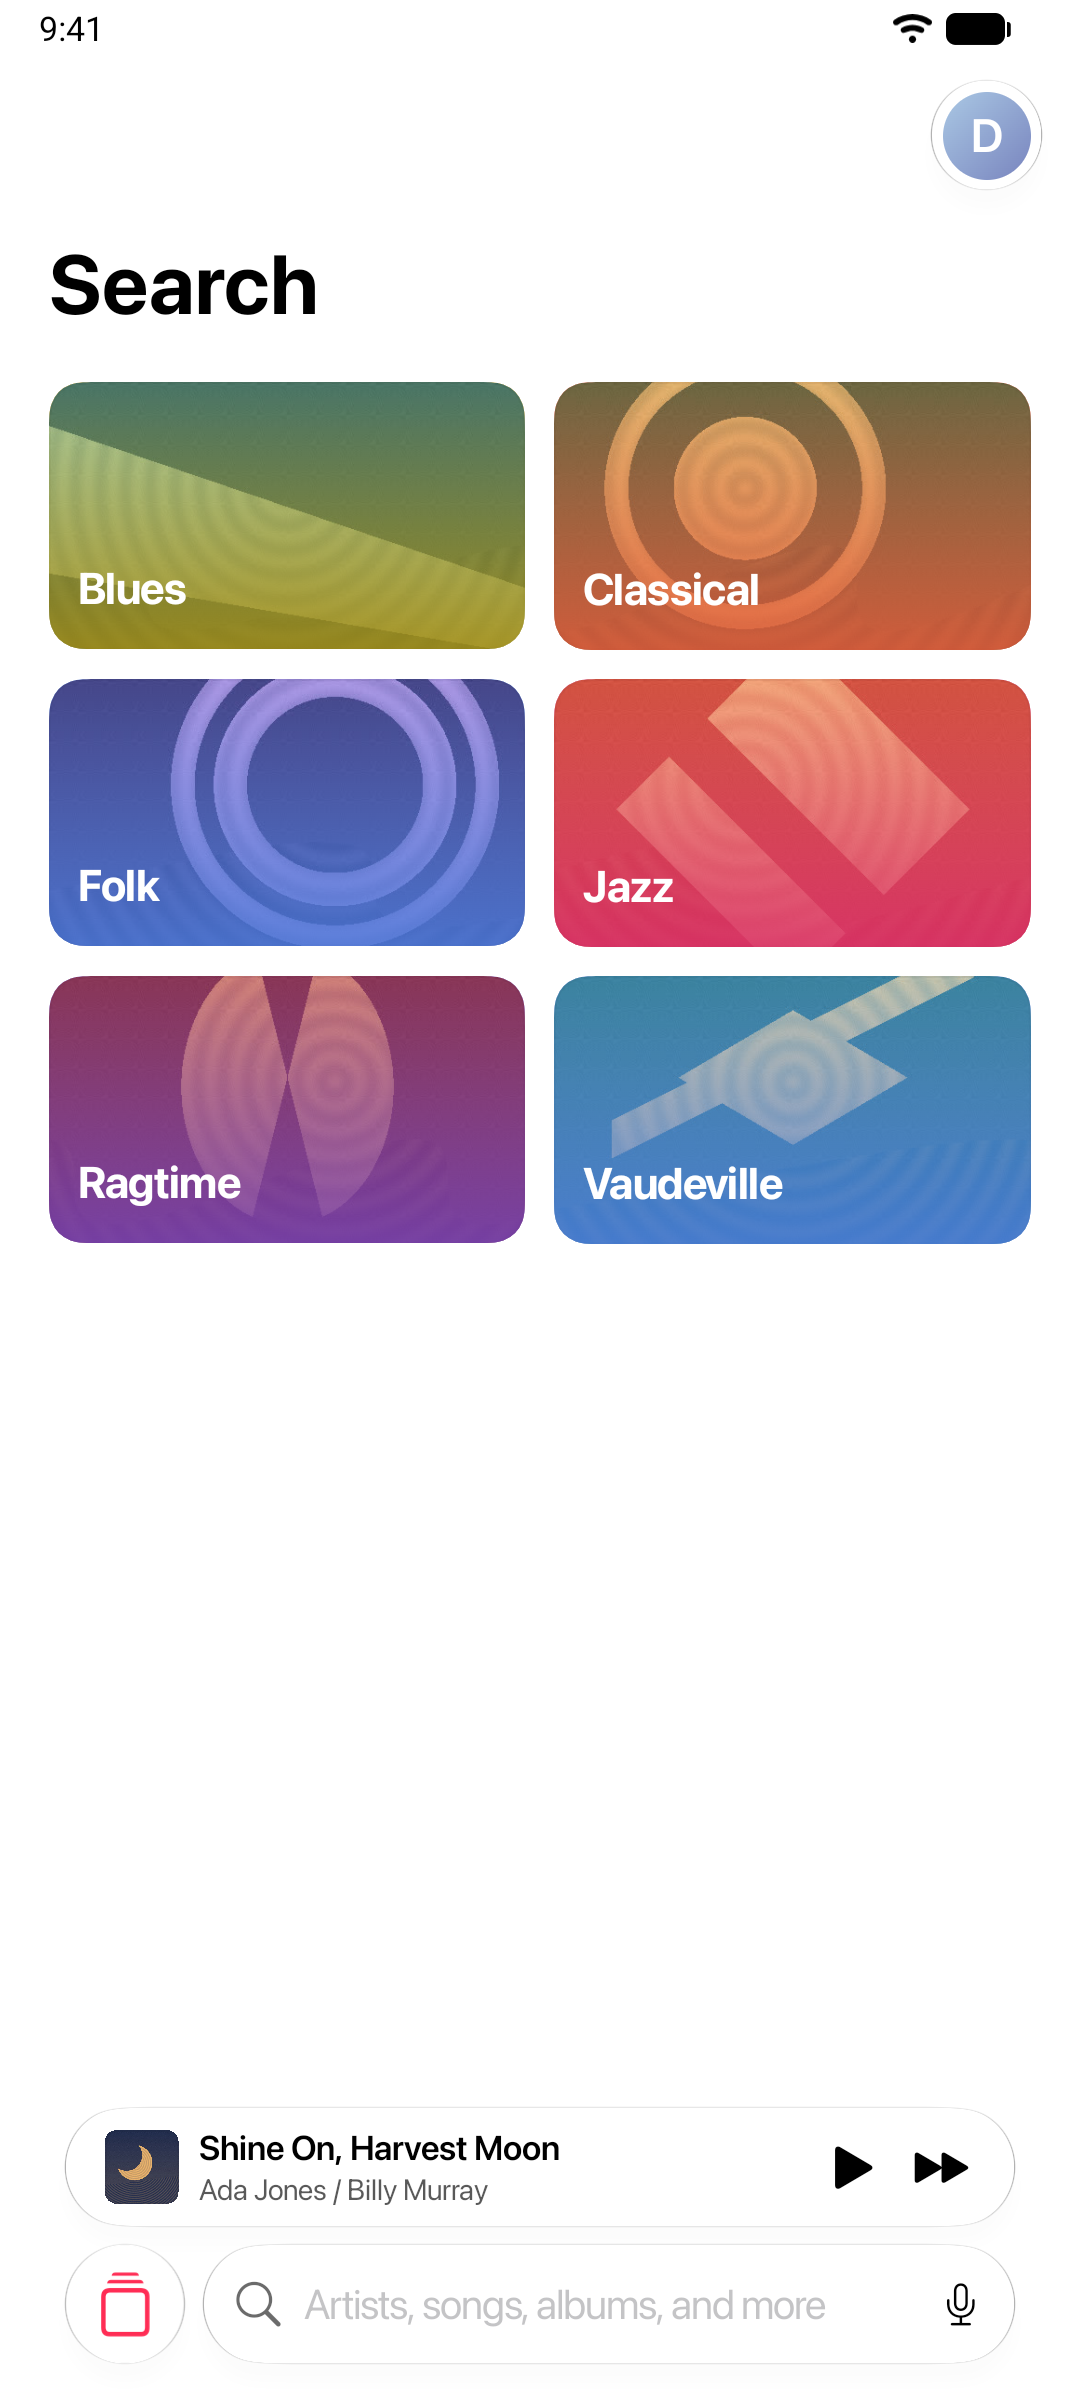 9:41
D
Search
Blues
Classical
Folk
Jazz
Ragtime
Vaudeville
Shine On, Harvest Moon
Ada Jones / Billy Murray
Artists, songs, albums, and more